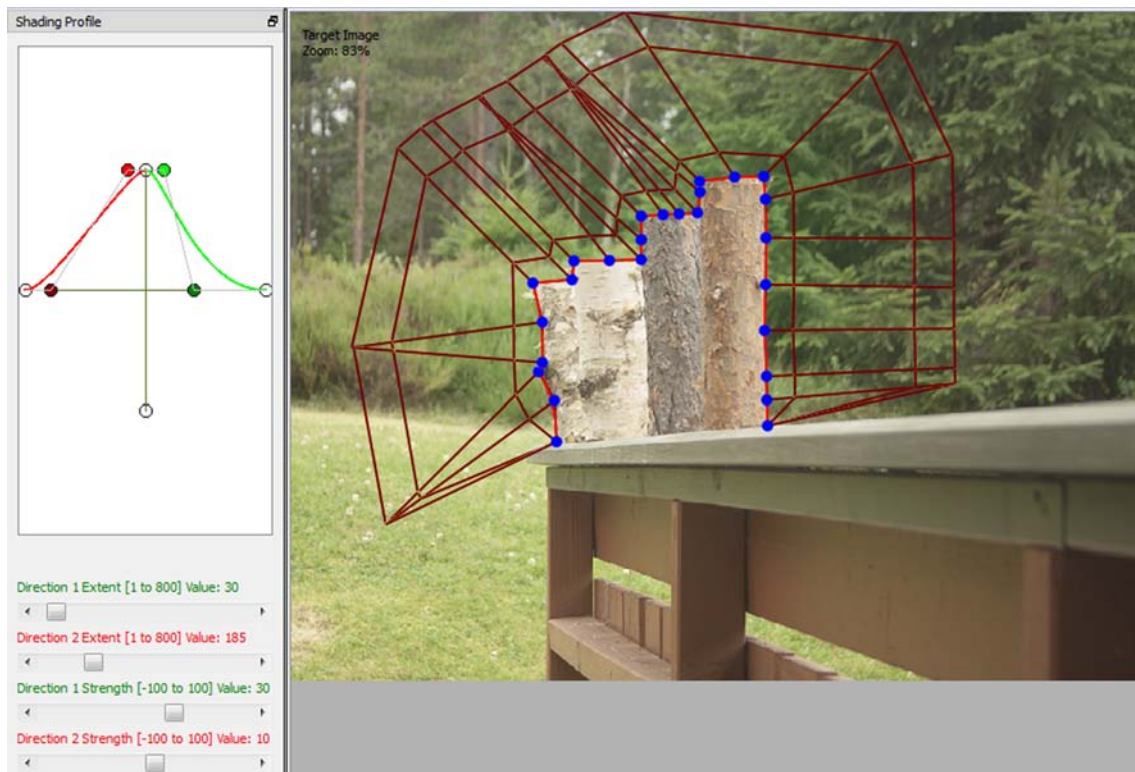 Shading Profile
Target Image
Zoom: 83%
Direction 1 Extent [1 to 800] Value: 30
Direction 2 Extent [1 to 800] Value: 185
Direction 1 Strength [-100 to 100] Value: 30
Direction 2 Strength [-100 to 100] Value: 10